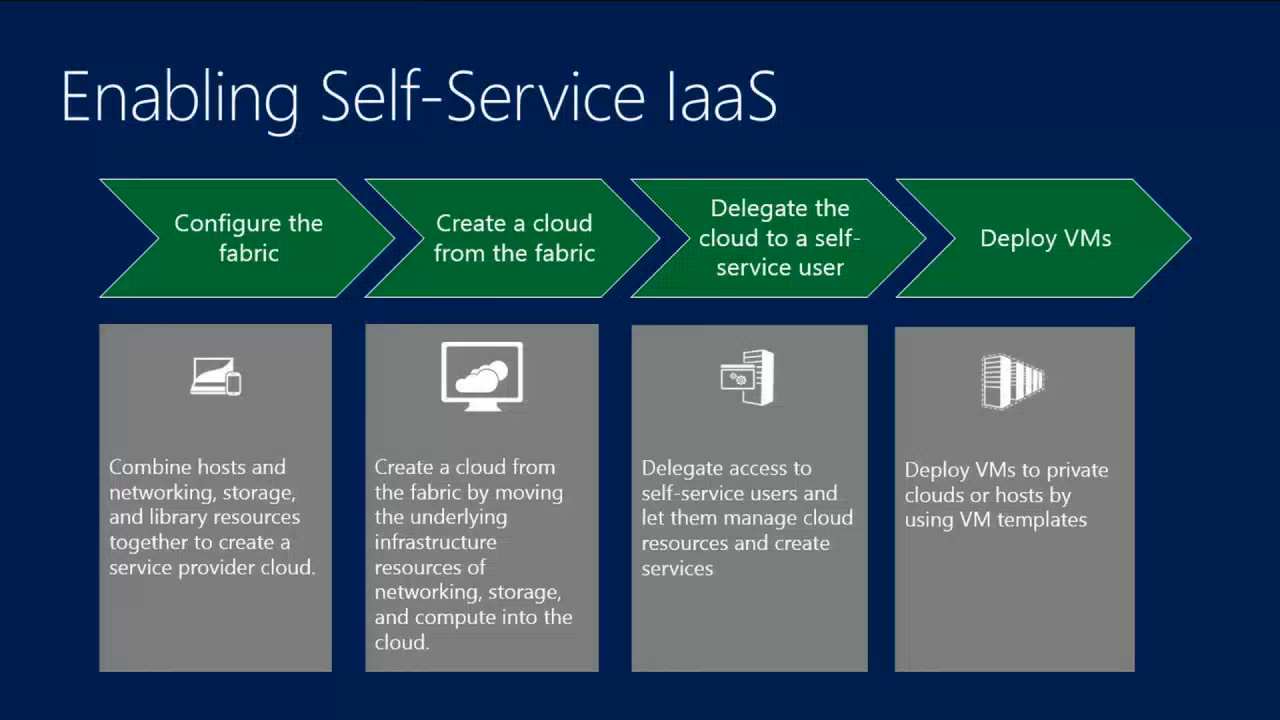 Enabling Self-Service IaaS
Configure the
fabric
Create a cloud
from the fabric
Delegate the
cloud to a self-
service user
Deploy VMs
Combine hosts and
networking, storage,
and library resources
together to create a
service provider cloud.
Create a cloud from
the fabric by moving
the underlying
infrastructure
resources of
networking, storage,
and compute into the
cloud.
Delegate access to
self-service users and
let them manage cloud
resources and create
services
Deploy VMs to private
clouds or hosts by
using VM templates